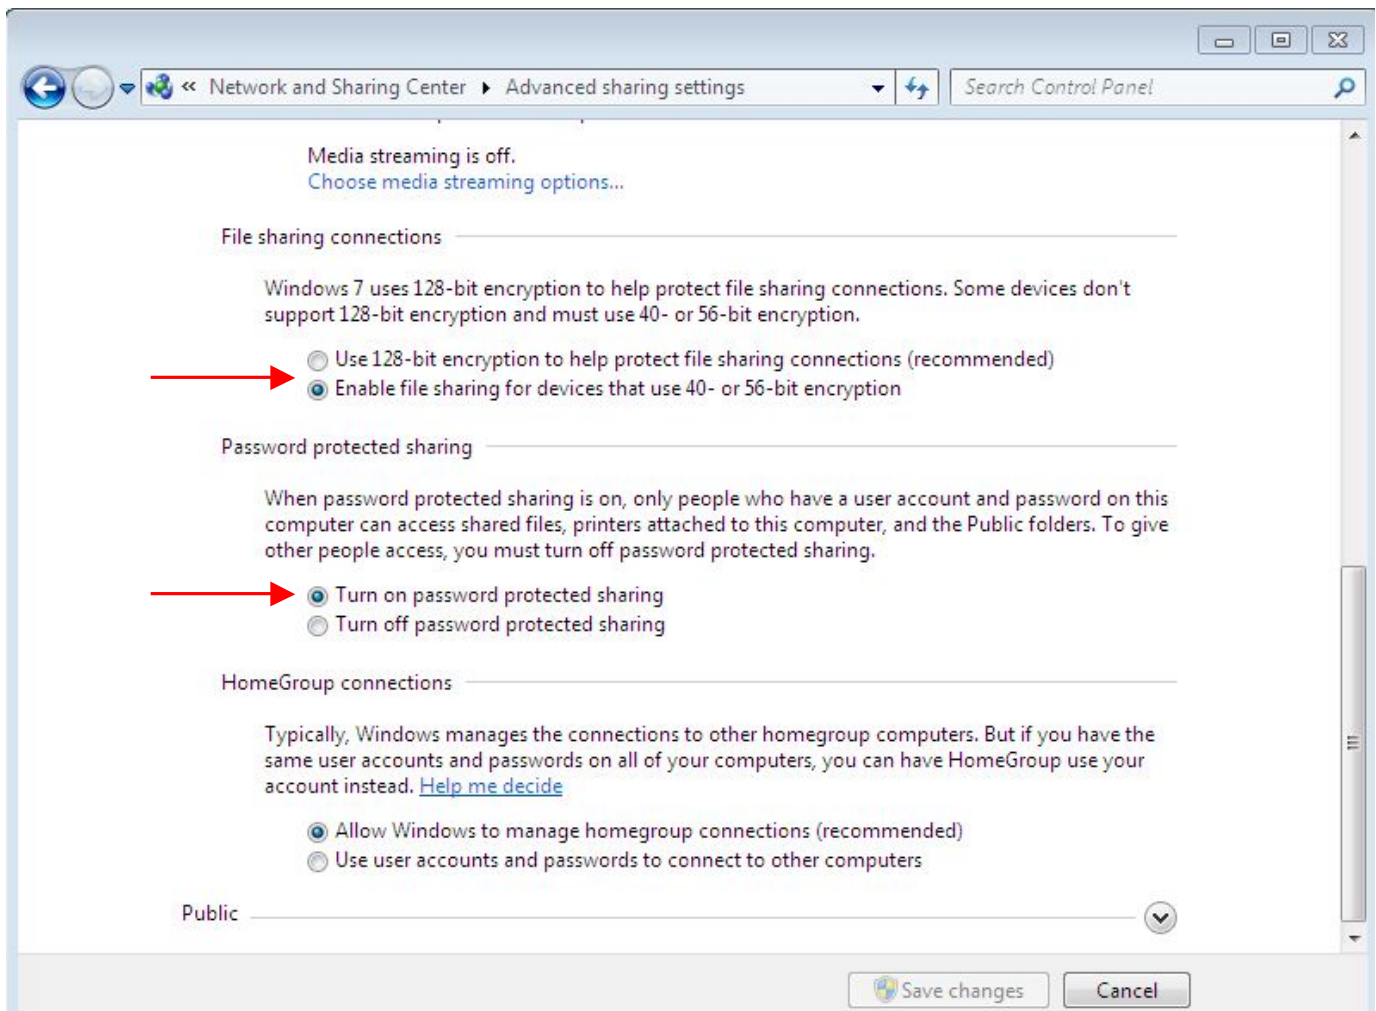 « Network and Sharing Center ▸ Advanced sharing settings
Search Control Panel
Media streaming is off.
Choose media streaming options...
File sharing connections
Windows 7 uses 128-bit encryption to help protect file sharing connections. Some devices don't
support 128-bit encryption and must use 40- or 56-bit encryption.
Use 128-bit encryption to help protect file sharing connections (recommended)
Enable file sharing for devices that use 40- or 56-bit encryption
Password protected sharing
When password protected sharing is on, only people who have a user account and password on this
computer can access shared files, printers attached to this computer, and the Public folders. To give
other people access, you must turn off password protected sharing.
Turn on password protected sharing
Turn off password protected sharing
HomeGroup connections
Typically, Windows manages the connections to other homegroup computers. But if you have the
same user accounts and passwords on all of your computers, you can have HomeGroup use your
account instead. Help me decide
Allow Windows to manage homegroup connections (recommended)
Use user accounts and passwords to connect to other computers
Public
Save changes
Cancel